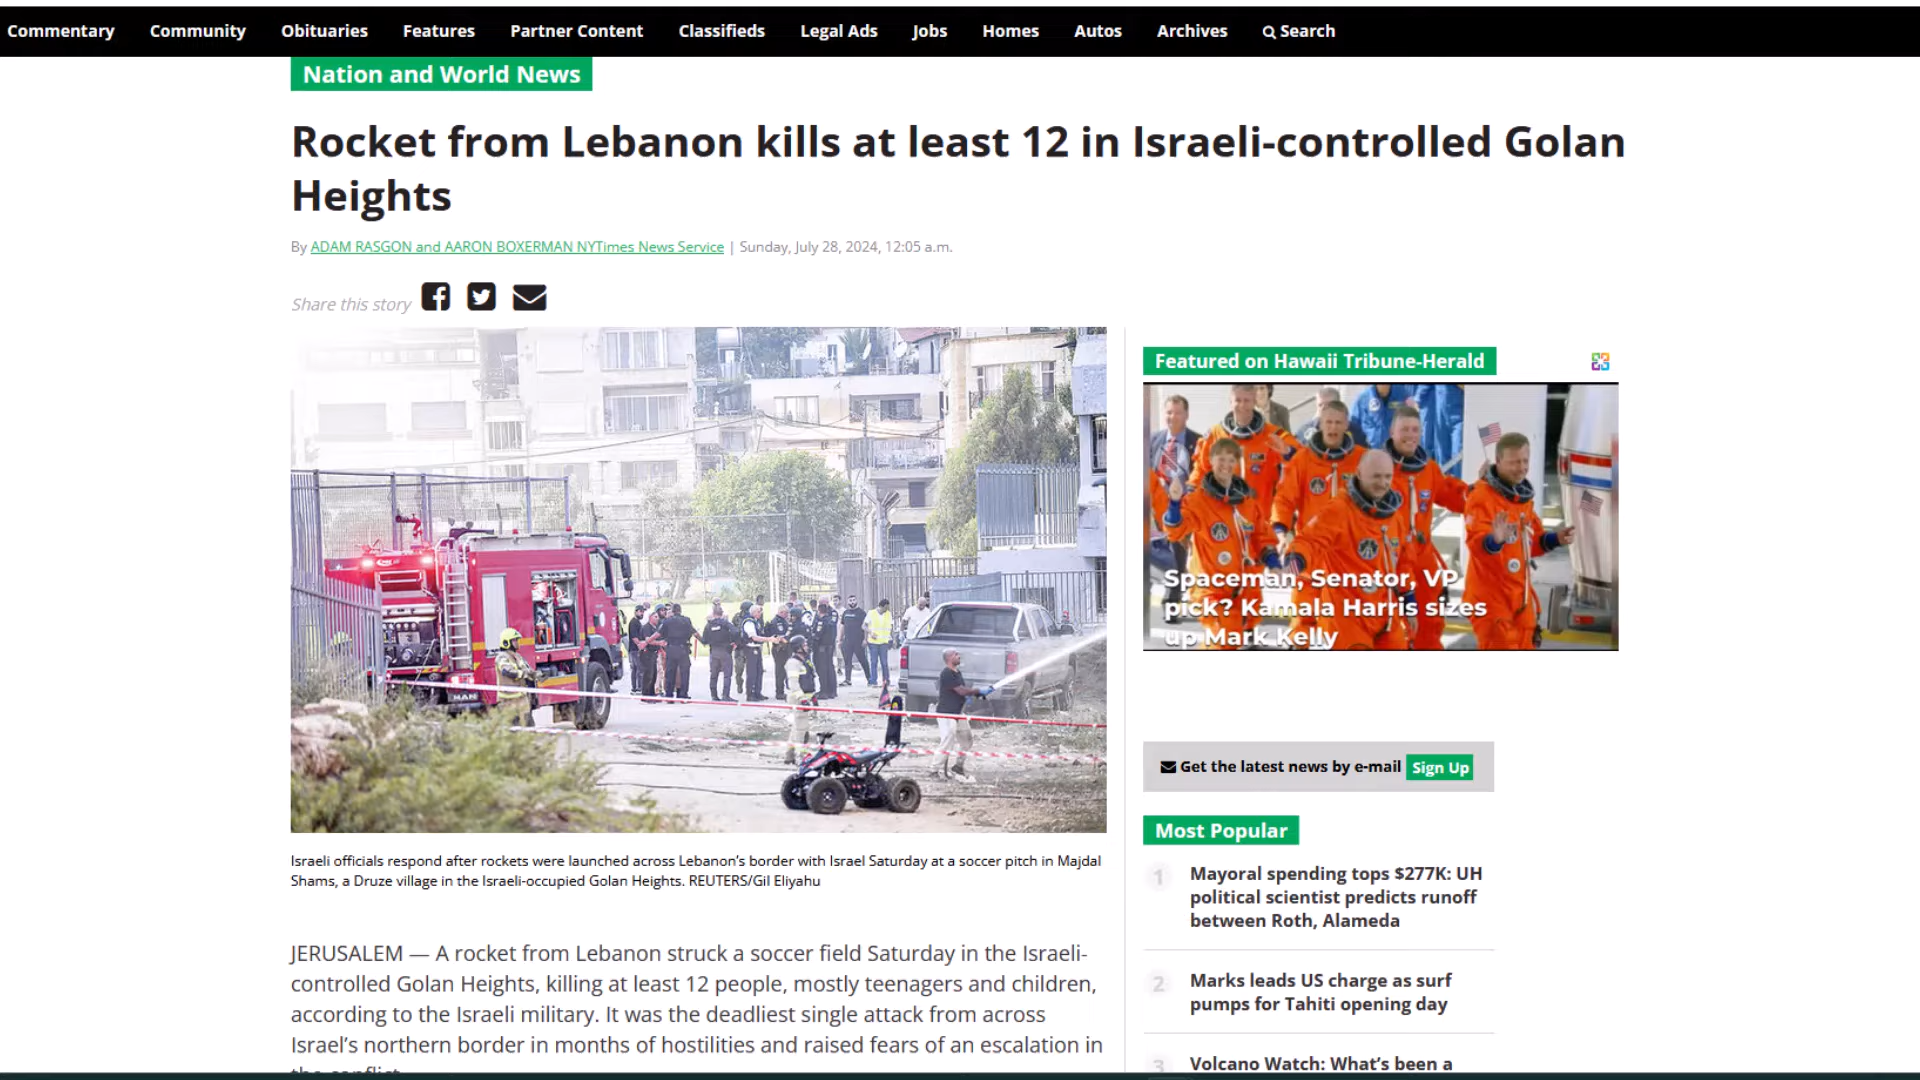 Commentary Community Obituaries Features Partner Content Classifieds Legal Ads Jobs Homes Autos Archives Search
Nation and World News
Rocket from Lebanon kills at least 12 in Israeli-controlled Golan
Heights
By ADAM RASGON and AARON BOXERMAN NYTimes News Service | Sunday, July 28, 2024, 12:05 a.m.
Share this story
MAN
Israeli officials respond after rockets were launched across Lebanon’s border with Israel Saturday at a soccer pitch in Majdal
Shams, a Druze village in the Israeli-occupied Golan Heights. REUTERS/Gil Eliyahu
JERUSALEM — A rocket from Lebanon struck a soccer field Saturday in the Israeli-
controlled Golan Heights, killing at least 12 people, mostly teenagers and children,
according to the Israeli military. It was the deadliest single attack from across
Israel’s northern border in months of hostilities and raised fears of an escalation in
the conflict.
Featured on Hawaii Tribune-Herald
Spaceman, Senator, VP
pick? Kamala Harris sizes
up Mark Kelly
Get the latest news by e-mail Sign Up
Most Popular
1 Mayoral spending tops $277K: UH
political scientist predicts runoff
between Roth, Alameda
2 Marks leads US charge as surf
pumps for Tahiti opening day
3 Volcano Watch: What’s been a